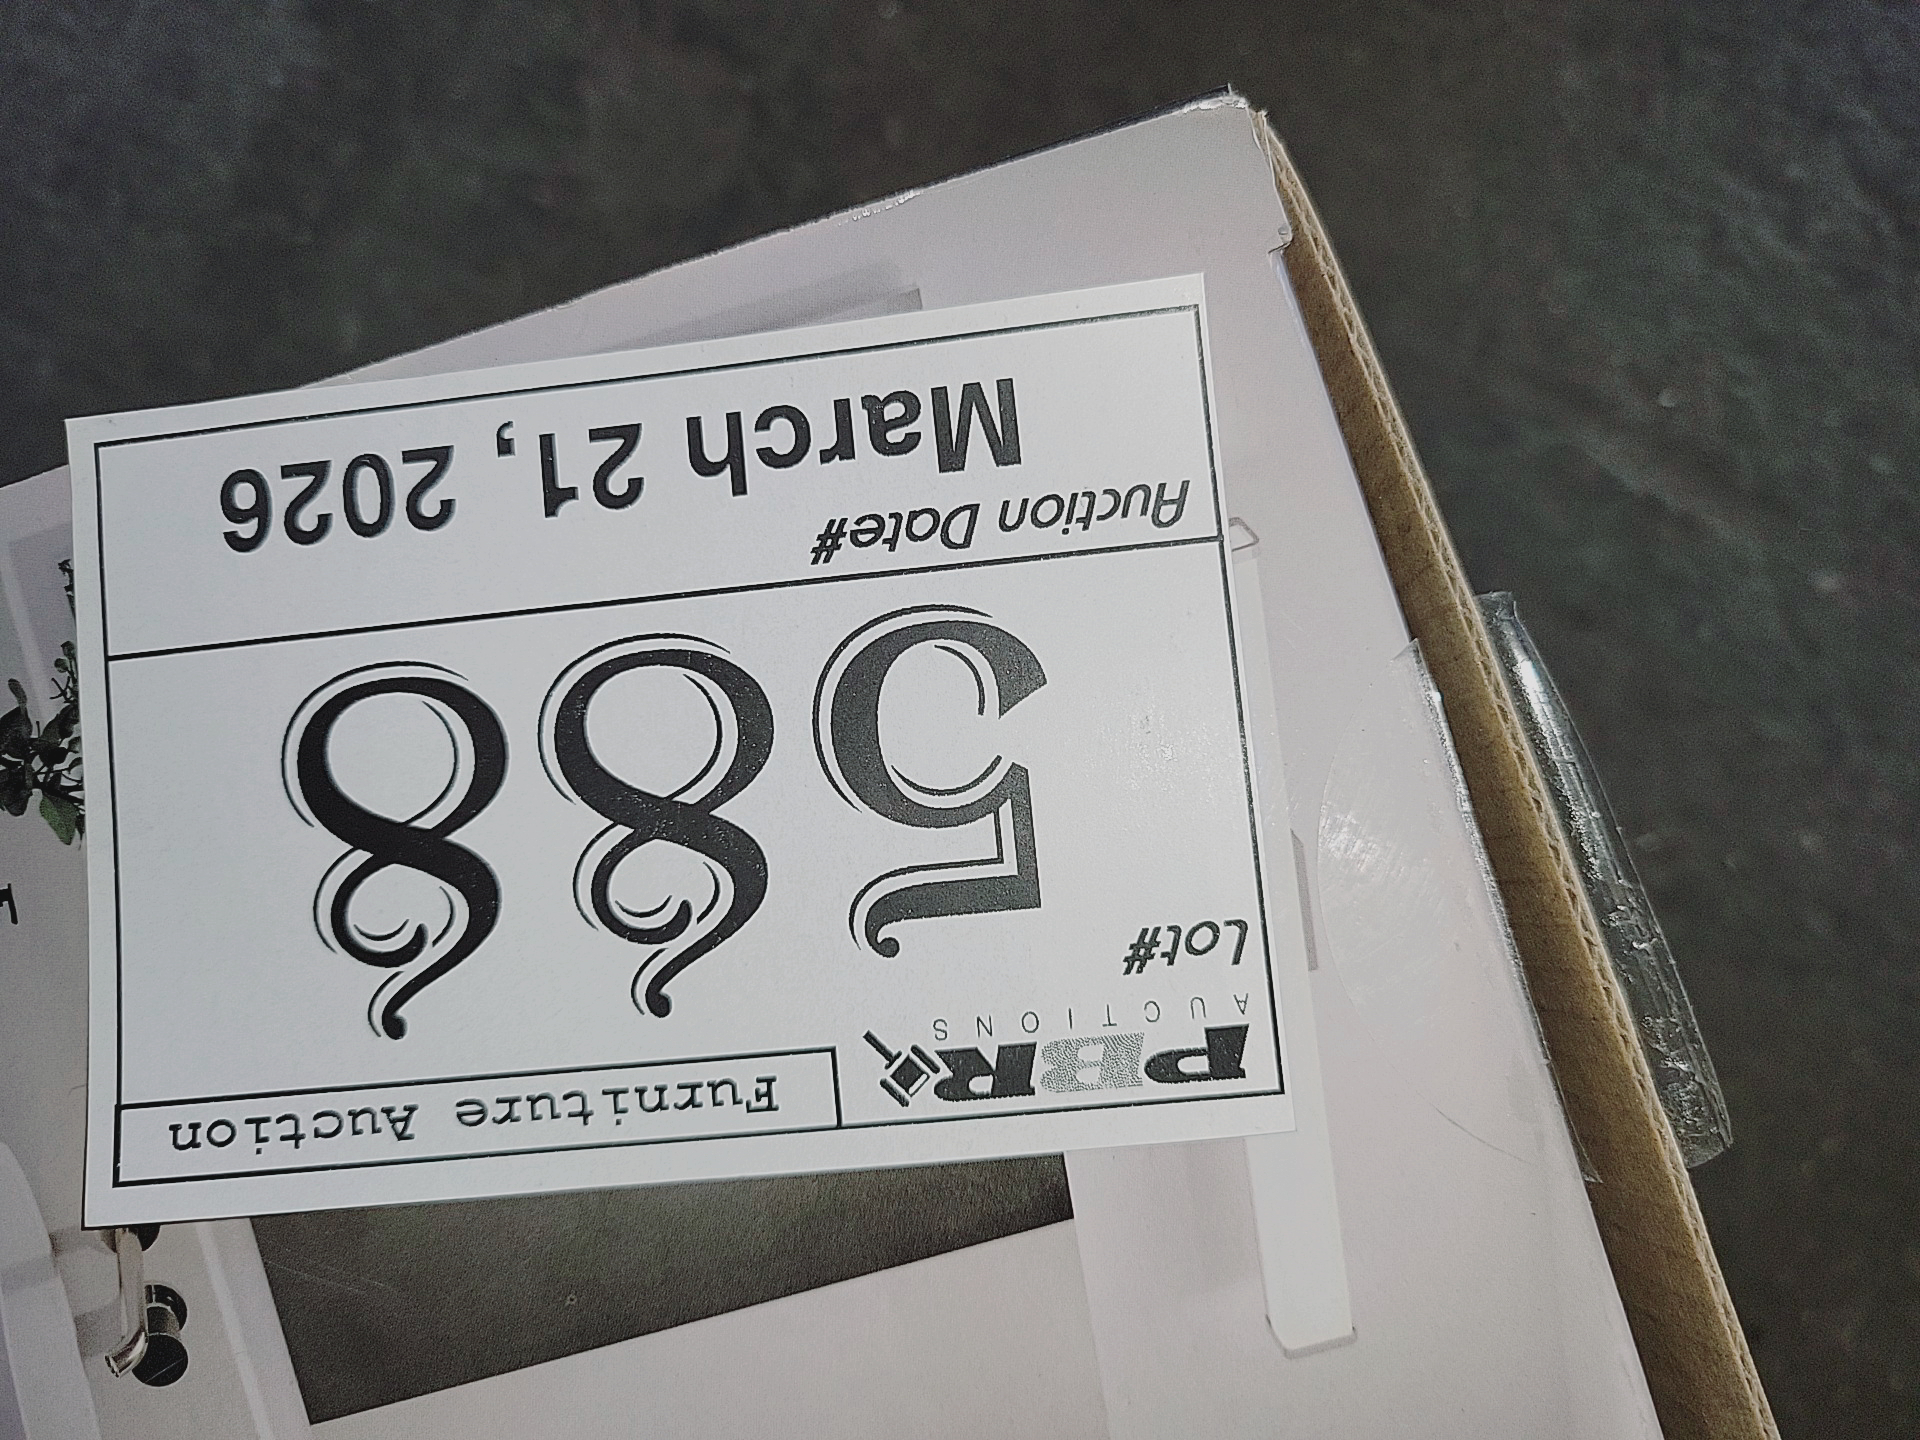 PBR
AUCTIONS
Furniture Auction
Lot#
588
Auction Date#
March 21, 2026